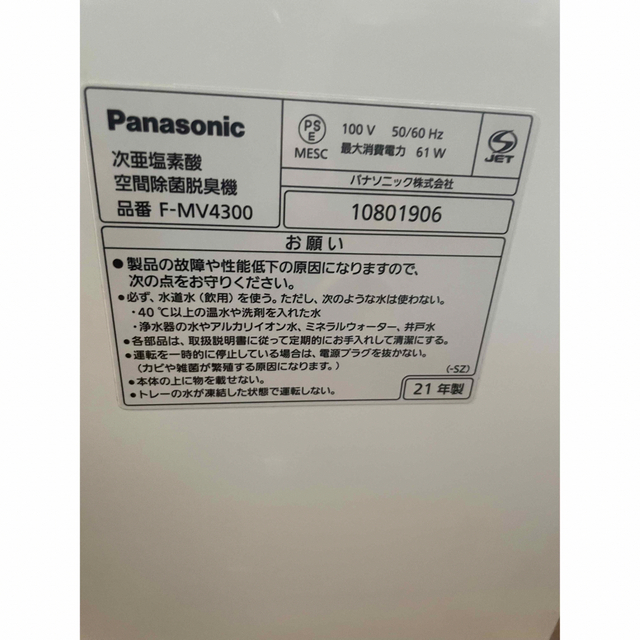 Panasonic
次亜塩素酸
空間除菌脱臭機
品番 F-MV4300
PS
E
MESC
100 V 50/60 Hz
最大消費電力 61 W
S
JET
パナソニック株式会社
10801906
お願い
●製品の故障や性能低下の原因になりますので、
次の点をお守りください。
●必ず、水道水（飲用）を使う。ただし、次のような水は使わない。
・40 ℃以上の温水や洗剤を入れた水
・浄水器の水やアルカリイオン水、ミネラルウォーター、井戸水
●各部品は、取扱説明書に従って定期的にお手入れして清潔にする。
●運転を一時的に停止している場合は、電源プラグを抜かない。
（カビや雑菌が繁殖する原因になります。）
●本体の上に物を載せない。
●トレーの水が凍結した状態で運転しない。
(-SZ)
21 年製